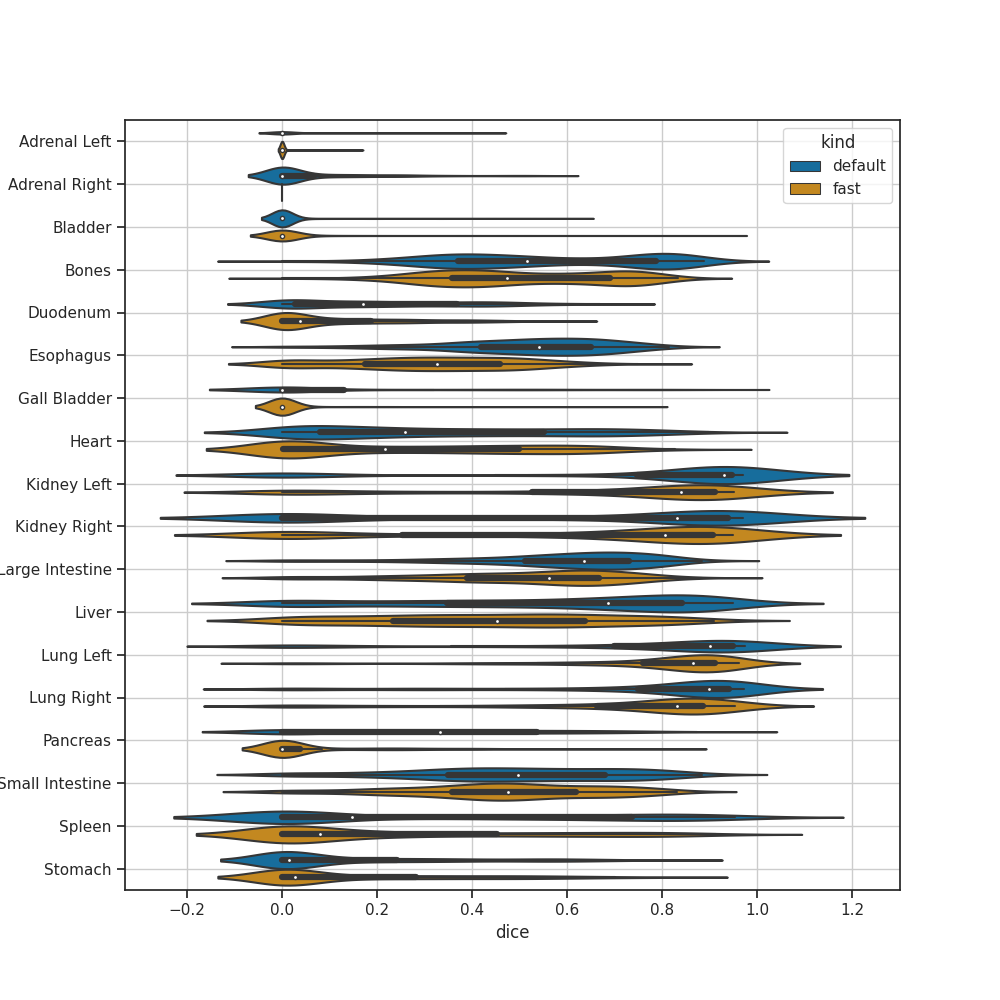 kind
default
fast
Adrenal Left
Adrenal Right
Bladder
Bones
Duodenum
Esophagus
Gall Bladder
Heart
Kidney Left
Kidney Right
Large Intestine
Liver
Lung Left
Lung Right
Pancreas
Small Intestine
Spleen
Stomach
−0.2 0.0 0.2 0.4 0.6 0.8 1.0 1.2
dice